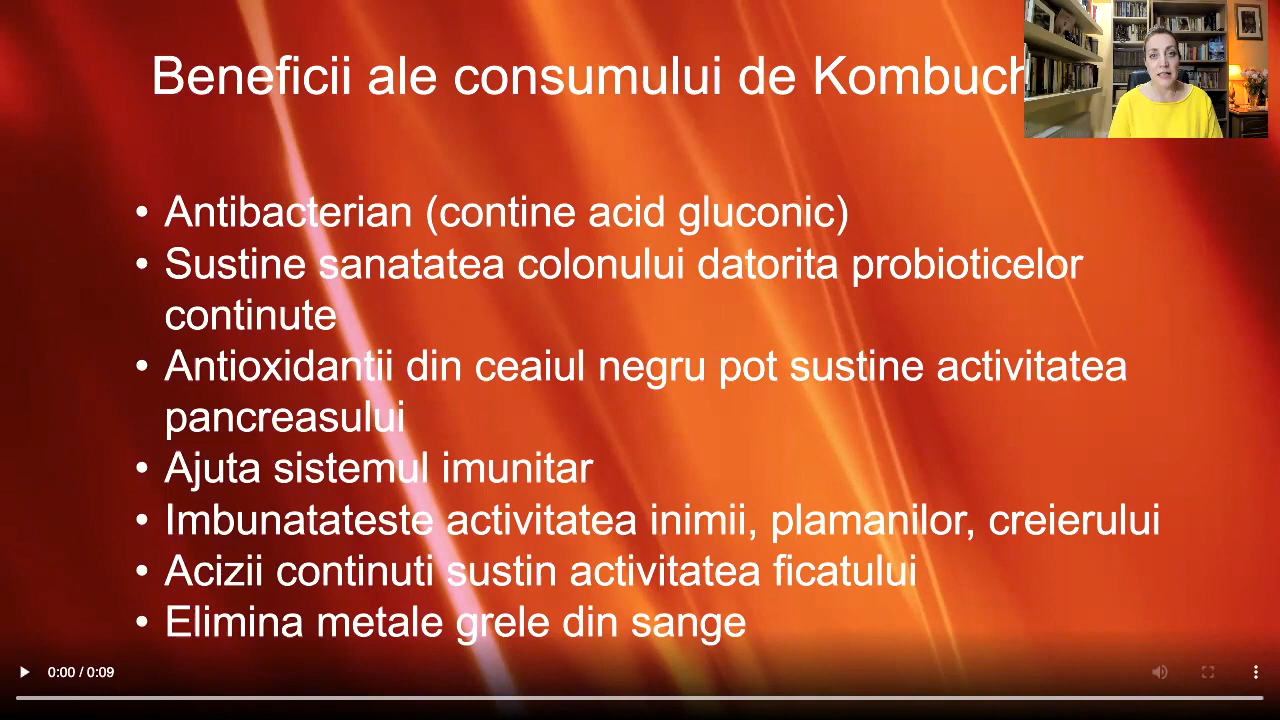 Beneficii ale consumului de Kombuch
• Antibacterian (contine acid gluconic)
• Sustine sanatatea colonului datorita probioticelor
continute
• Antioxidantii din ceaiul negru pot sustine activitatea
pancreasului
• Ajuta sistemul imunitar
• Imbunatateste activitatea inimii, plamanilor, creierului
• Acizii continuti sustin activitatea ficatului
• Elimina metale grele din sange
0:00 / 0:09